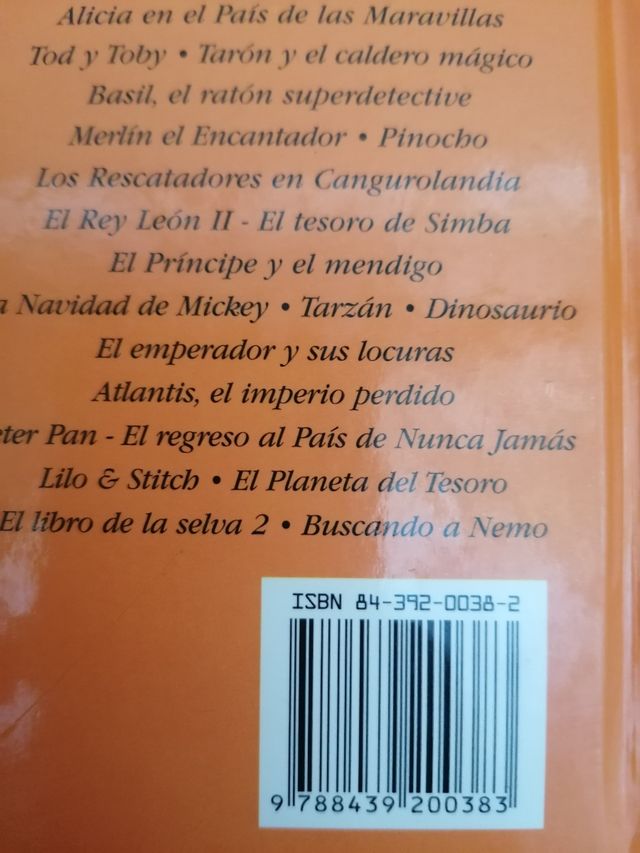 Alicia en el País de las Maravillas
Tod y Toby • Tarón y el caldero mágico
Basil, el ratón superdetective
Merlín el Encantador • Pinocho
Los Rescatadores en Cangurolandia
El Rey León II - El tesoro de Simba
El Príncipe y el mendigo
a Navidad de Mickey • Tarzán • Dinosaurio
El emperador y sus locuras
Atlantis, el imperio perdido
eter Pan - El regreso al País de Nunca Jamás
Lilo & Stitch • El Planeta del Tesoro
El libro de la selva 2 • Buscando a Nemo
ISBN 84-392-0038-2
9 788439 200383